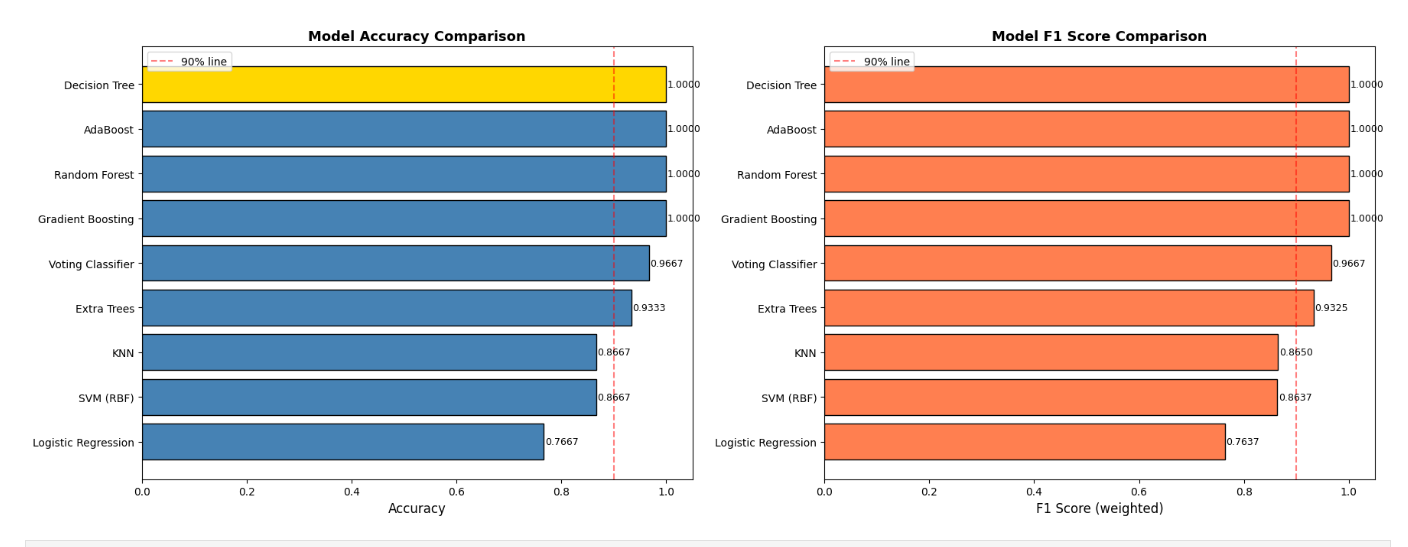 Model Accuracy Comparison
90% line
Decision Tree 1.0000
AdaBoost 1.0000
Random Forest 1.0000
Gradient Boosting 1.0000
Voting Classifier 0.9667
Extra Trees 0.9333
KNN 0.8667
SVM (RBF) 0.8667
Logistic Regression 0.7667
0.0 0.2 0.4 0.6 0.8 1.0
Accuracy
Model F1 Score Comparison
90% line
Decision Tree 1.0000
AdaBoost 1.0000
Random Forest 1.0000
Gradient Boosting 1.0000
Voting Classifier 0.9667
Extra Trees 0.9325
KNN 0.8650
SVM (RBF) 0.8637
Logistic Regression 0.7637
0.0 0.2 0.4 0.6 0.8 1.0
F1 Score (weighted)